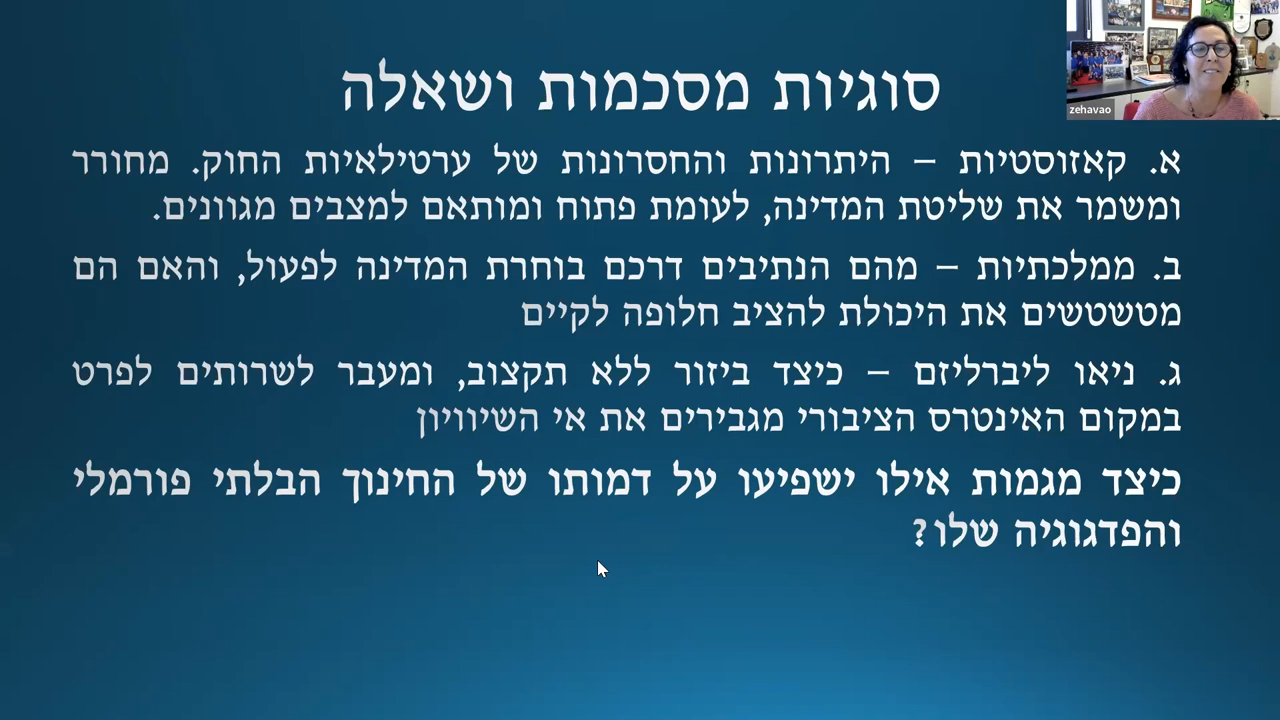 סוגיות מסכמות ושאלה
zehavao
א. קאזוסטיות – היתרונות והחסרונות של ערטילאיות החוק. מחורר
ומשמר את שליטת המדינה, לעומת פתוח ומותאם למצבים מגוונים.
ב. ממלכתיות – מהם הנתיבים דרכם בוחרת המדינה לפעול, והאם הם
מטשטשים את היכולת להציב חלופה לקיים
ג. ניאו ליברליזם – כיצד ביזור ללא תקצוב, ומעבר לשרותים לפרט
במקום האינטרס הציבורי מגבירים את אי השיוויון
כיצד מגמות אילו ישפיעו על דמותו של החינוך הבלתי פורמלי
והפדגוגיה שלו?